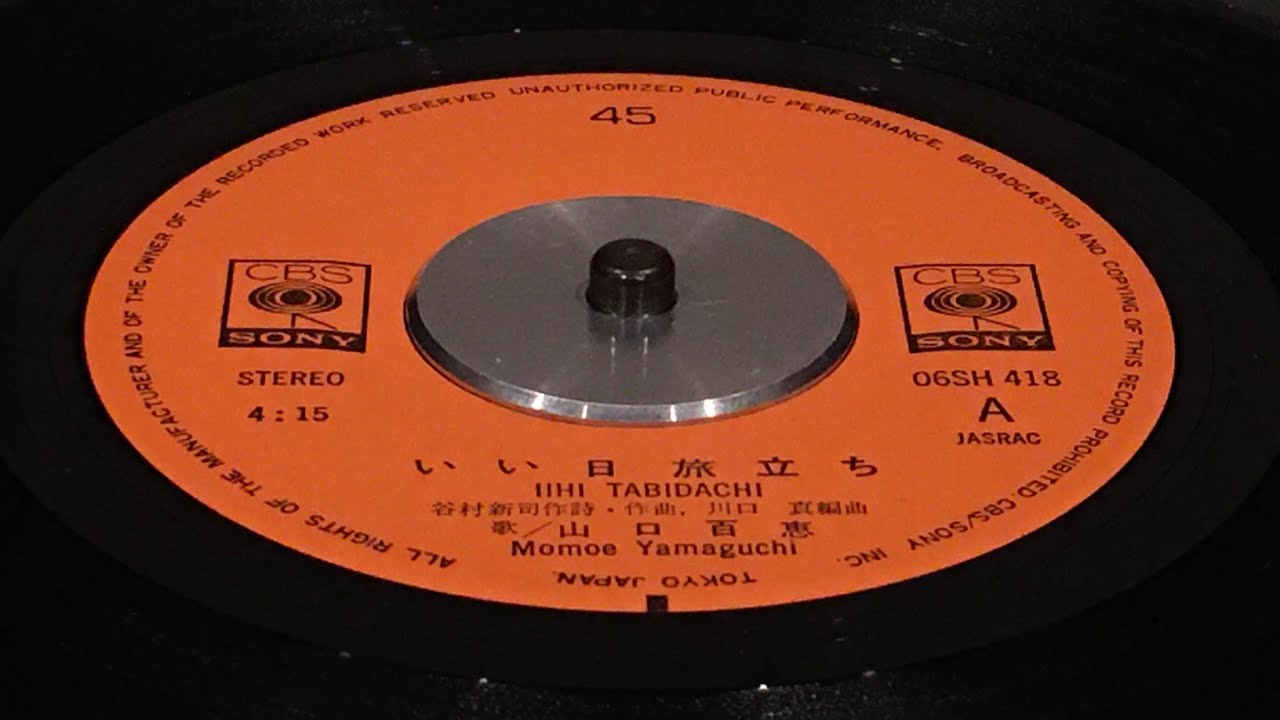 ALL RIGHTS OF THE MANUFACTURER AND OF THE OWNER OF THE RECORDED WORK RESERVED UNAUTHORIZED PUBLIC PERFORMANCE. BROADCASTING AND COPYING OF THIS RECORD PROHIBITED. CBS/SONY INC.
TOKYO JAPAN.
45
CBS
SONY
STEREO
4:15
CBS
SONY
06SH 418
A
JASRAC
いい日旅立ち
IIHI TABIDACHI
谷村新司作詩・作曲, 川口 真編曲
歌/山口百恵
Momoe Yamaguchi